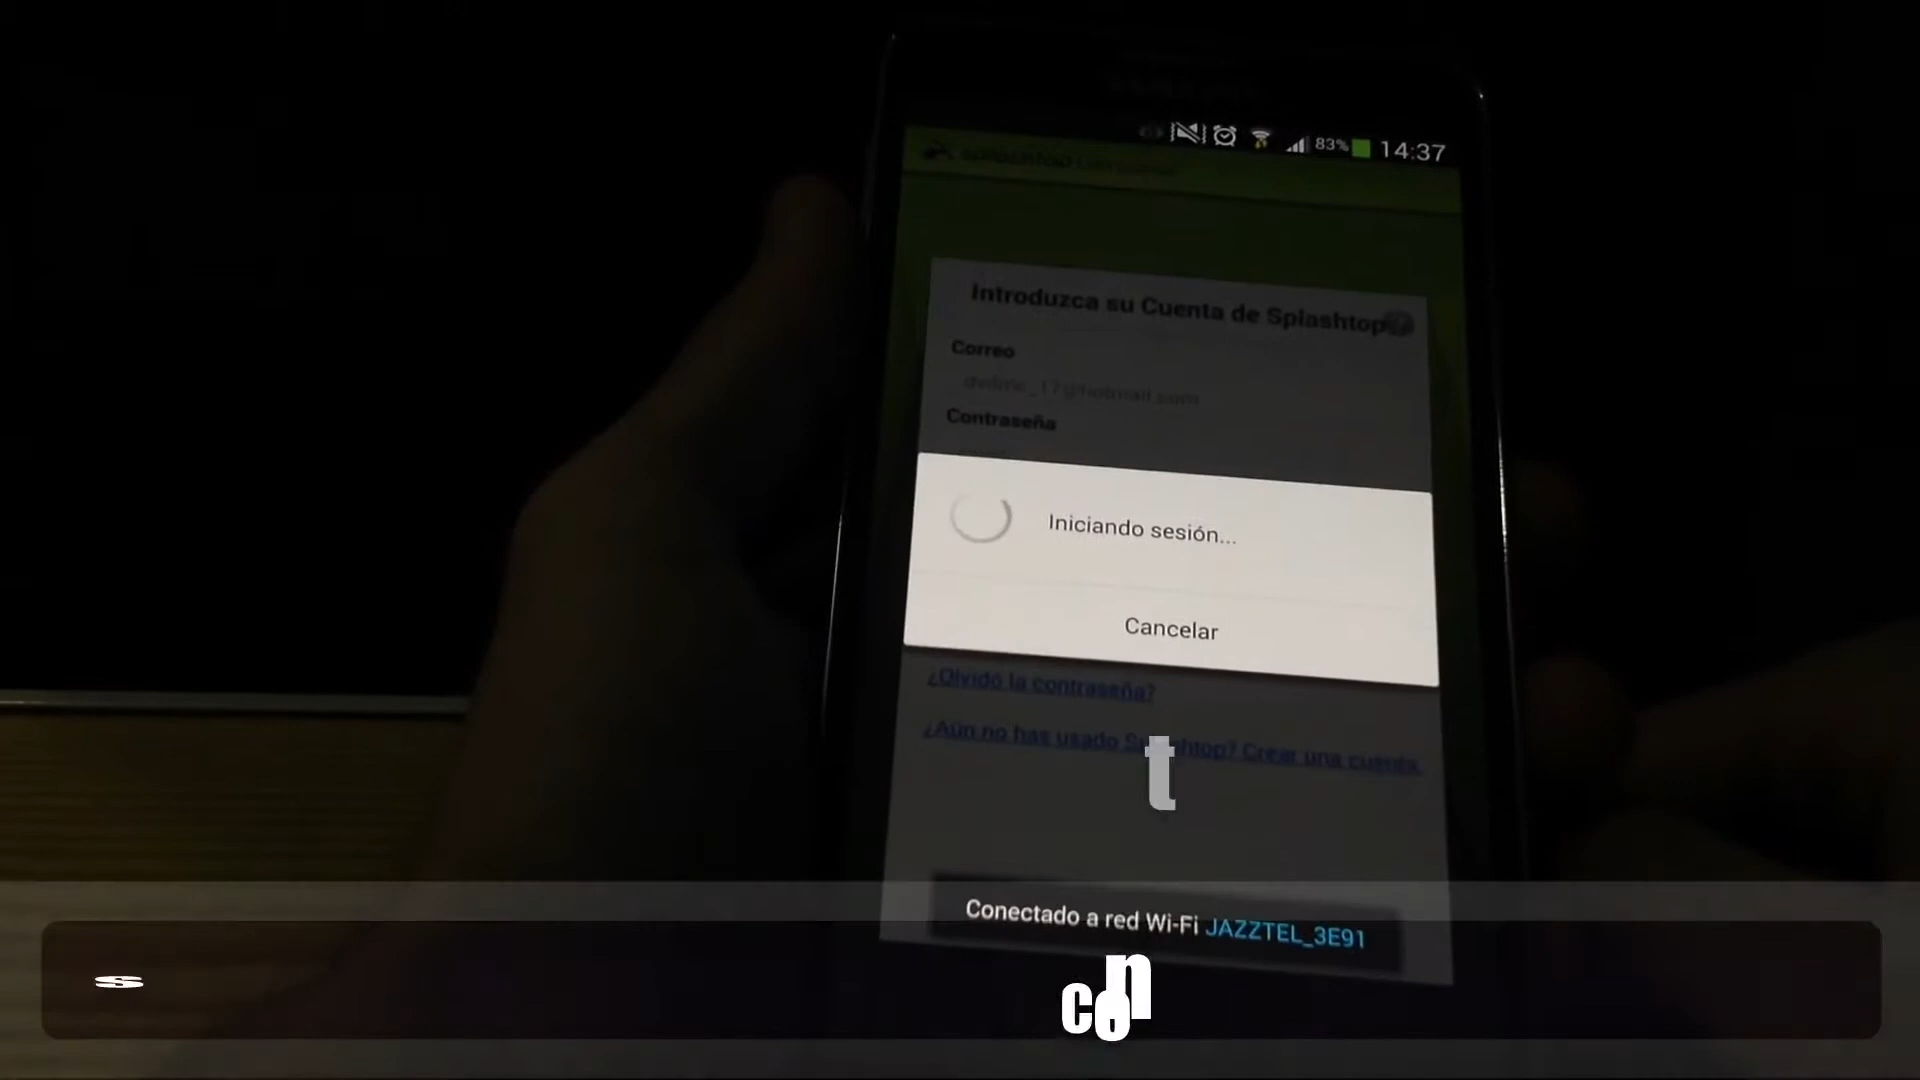 83% 14:37
Introduzca su Cuenta de Splashtop
Correo
Contraseña
Iniciando sesión...
Cancelar
¿Olvidó la contraseña?
¿Aún no has usado Splashtop? Crear una cuenta.
t
Conectado a red Wi-Fi JAZZTEL_3E91
s
con